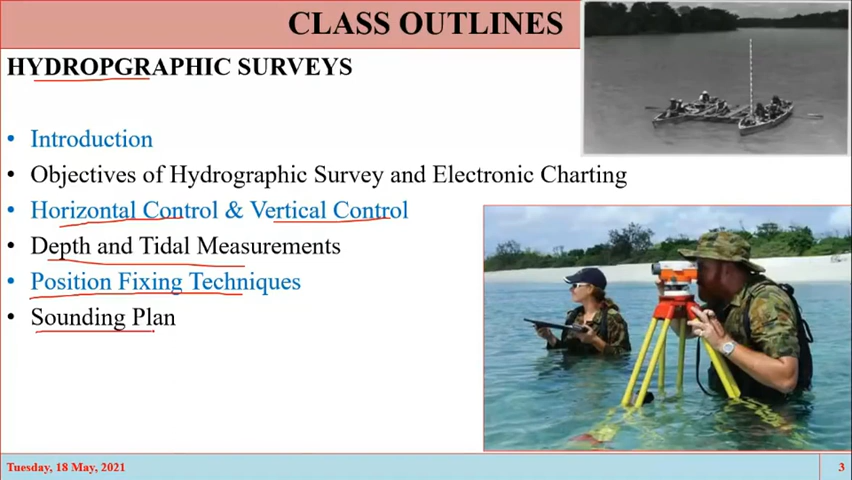 CLASS OUTLINES
HYDROPGRAPHIC SURVEYS
• Introduction
• Objectives of Hydrographic Survey and Electronic Charting
• Horizontal Control & Vertical Control
• Depth and Tidal Measurements
• Position Fixing Techniques
• Sounding Plan
Tuesday, 18 May, 2021
3